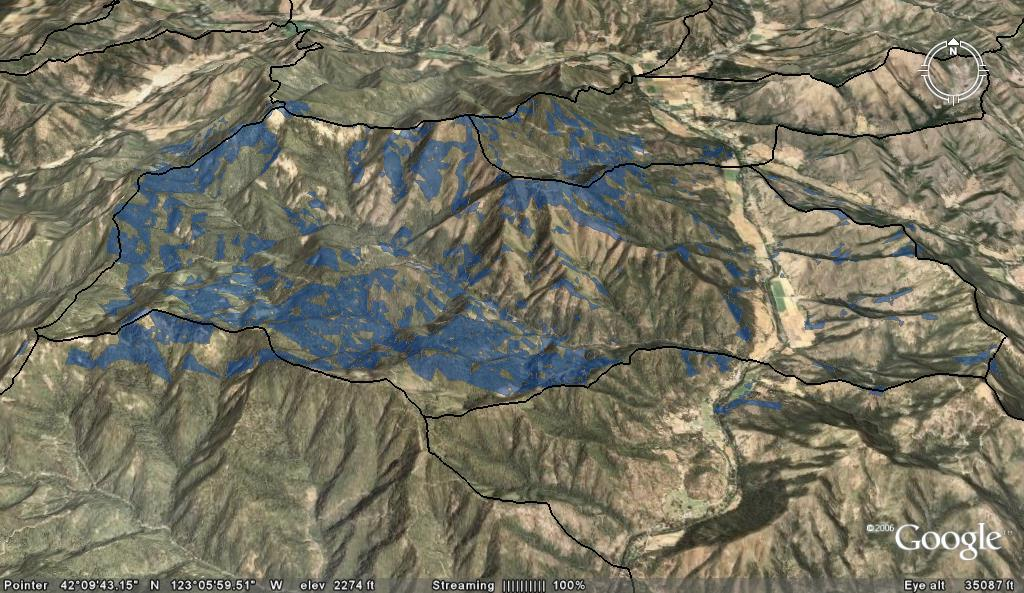 N
©2006 Google™
Pointer 42°09'43.15" N 123°05'59.51" W elev 2274 ft Streaming |||||||||| 100% Eye alt 35087 ft